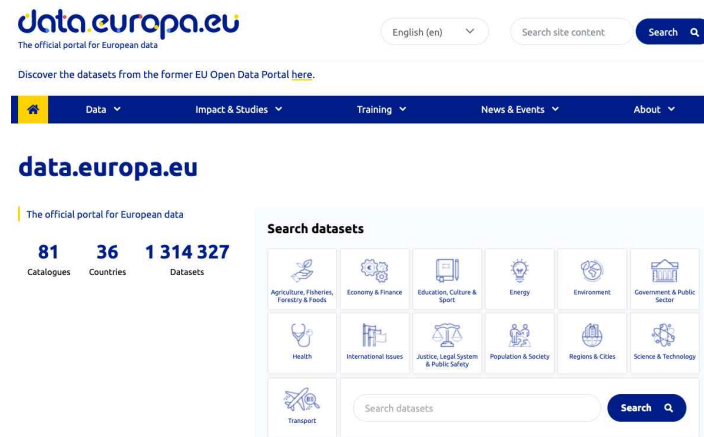 data.europa.eu
The official portal for European data
English (en)
Search site content
Search
Discover the datasets from the former EU Open Data Portal here.
Data
Impact & Studies
Training
News & Events
About
data.europa.eu
The official portal for European data
81
Catalogues
36
Countries
1 314 327
Datasets
Search datasets
Agriculture, Fisheries,
Forestry & Foods
Economy & Finance
Education, Culture &
Sport
Energy
Environment
Government & Public
Sector
Health
International Issues
Justice, Legal System
& Public Safety
Population & Society
Regions & Cities
Science & Technology
Transport
Search datasets
Search